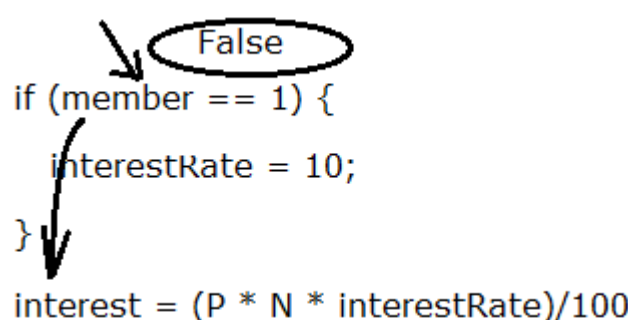 False
if (member == 1) {
interestRate = 10;
}
interest = (P * N * interestRate)/100